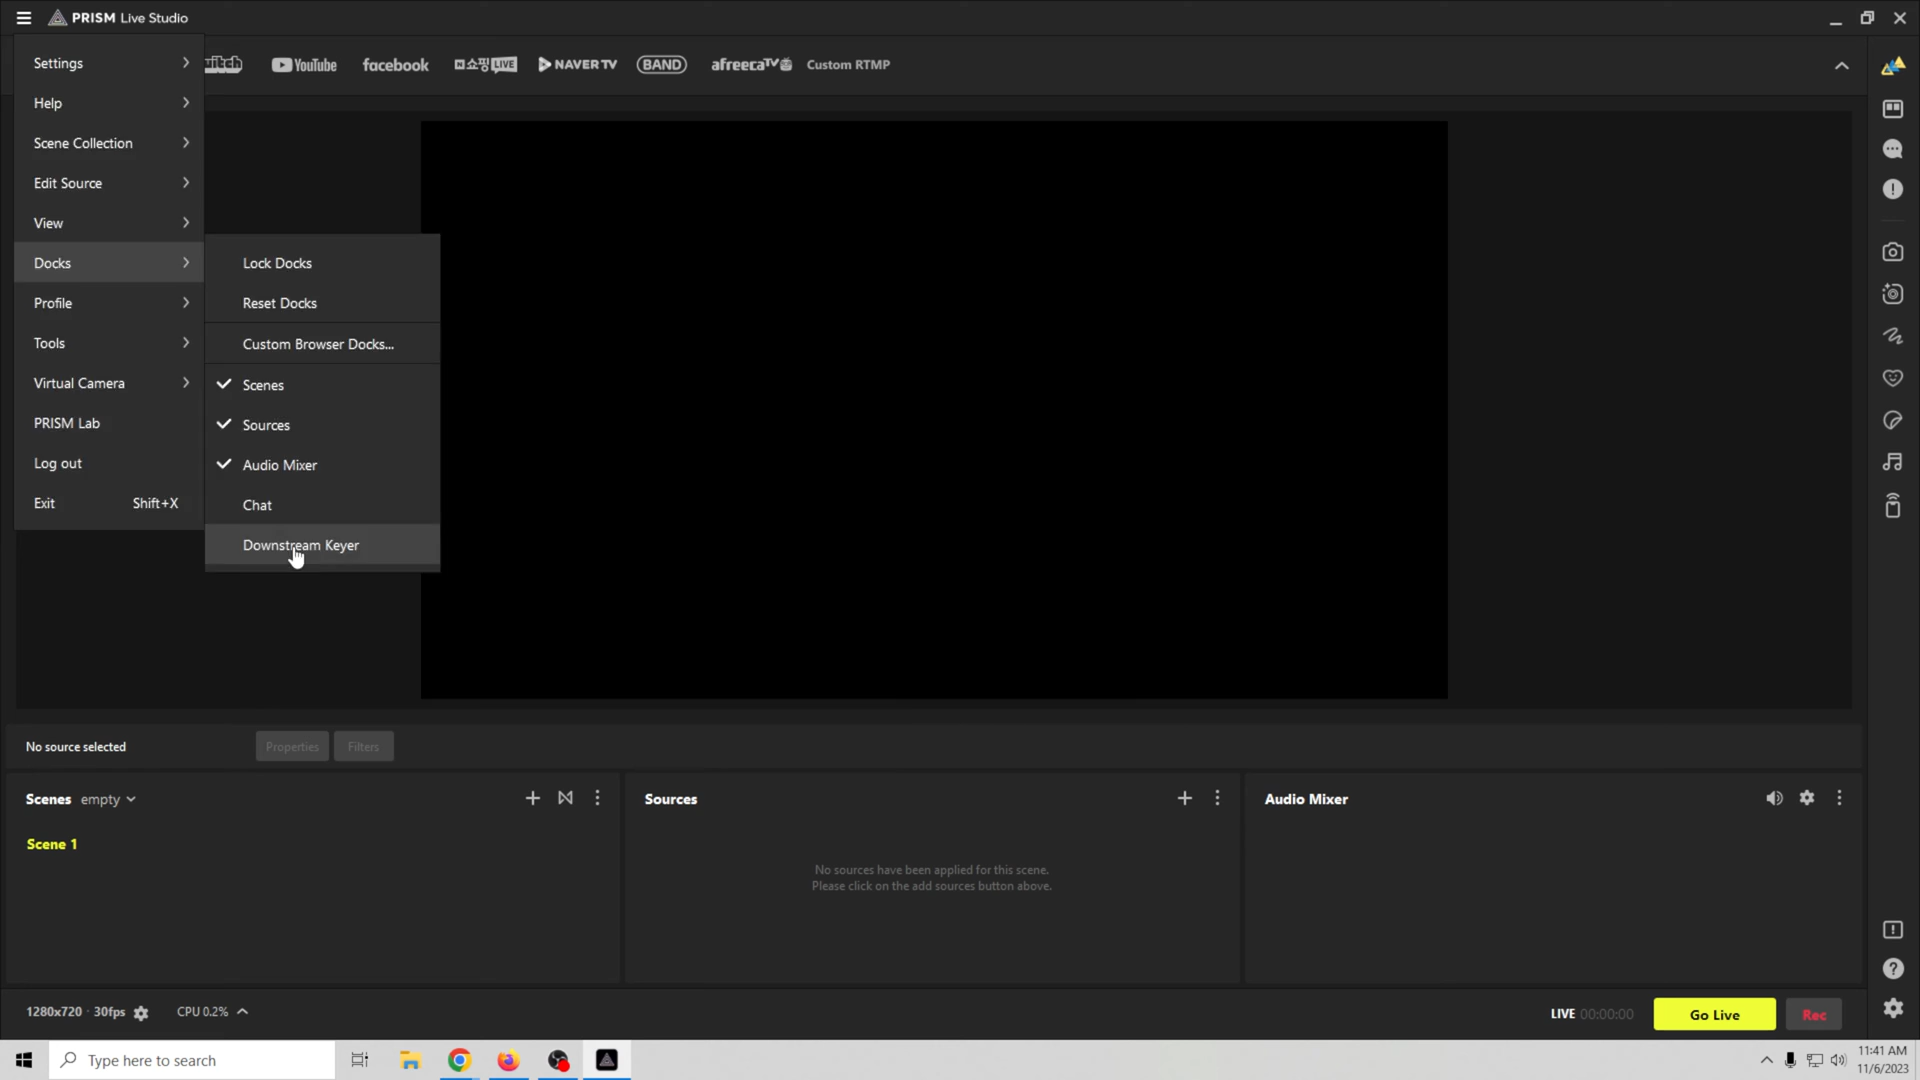 PRISM Live Studio
Settings
Help
Scene Collection
Edit Source
View
Docks
Profile
Tools
Virtual Camera
PRISM Lab
Log out
Exit Shift+X
YouTube
facebook
LIVE
NAVER TV
BAND
afreecaTV
Custom RTMP
Lock Docks
Reset Docks
Custom Browser Docks...
Scenes
Sources
Audio Mixer
Chat
Downstream Keyer
No source selected
Properties
Filters
Scenes empty
Scene 1
Sources
No sources have been applied for this scene.
Please click on the add sources button above.
Audio Mixer
1280x720 · 30fps
CPU 0.2%
LIVE 00:00:00
Go Live
Rec
Type here to search
11:41 AM
11/6/2023